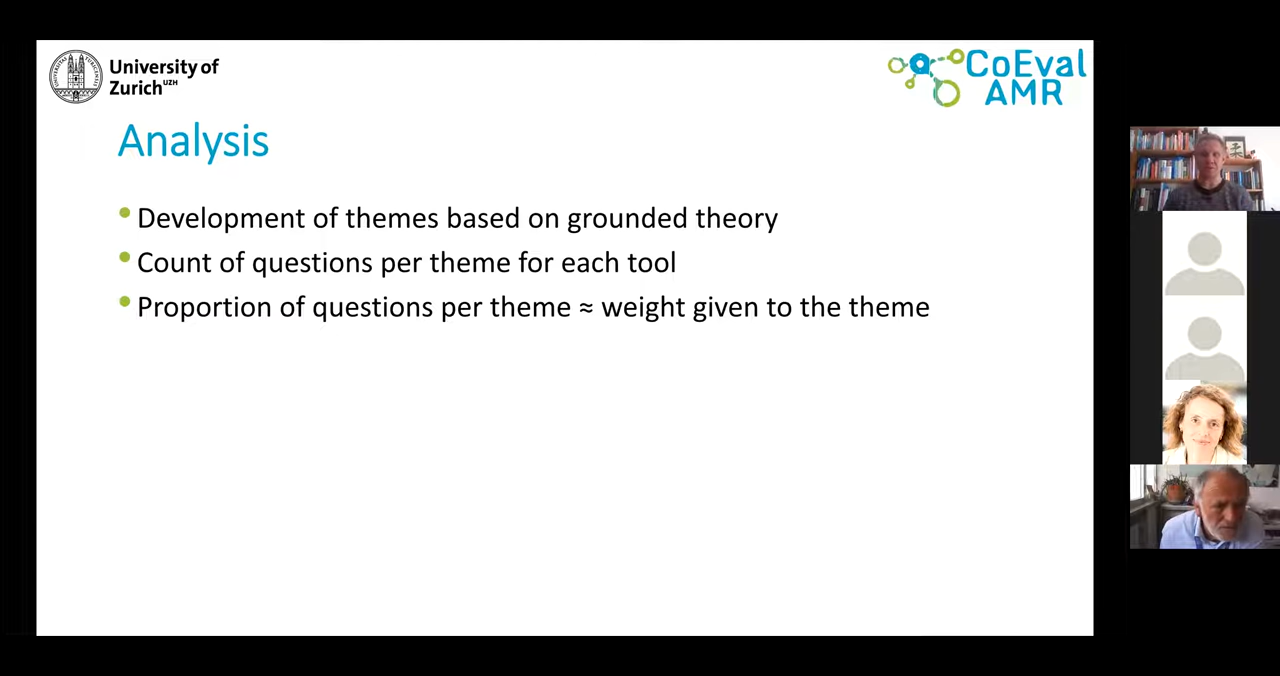 University of
Zurich UZH
CoEval
AMR
Analysis
• Development of themes based on grounded theory
• Count of questions per theme for each tool
• Proportion of questions per theme ≈ weight given to the theme